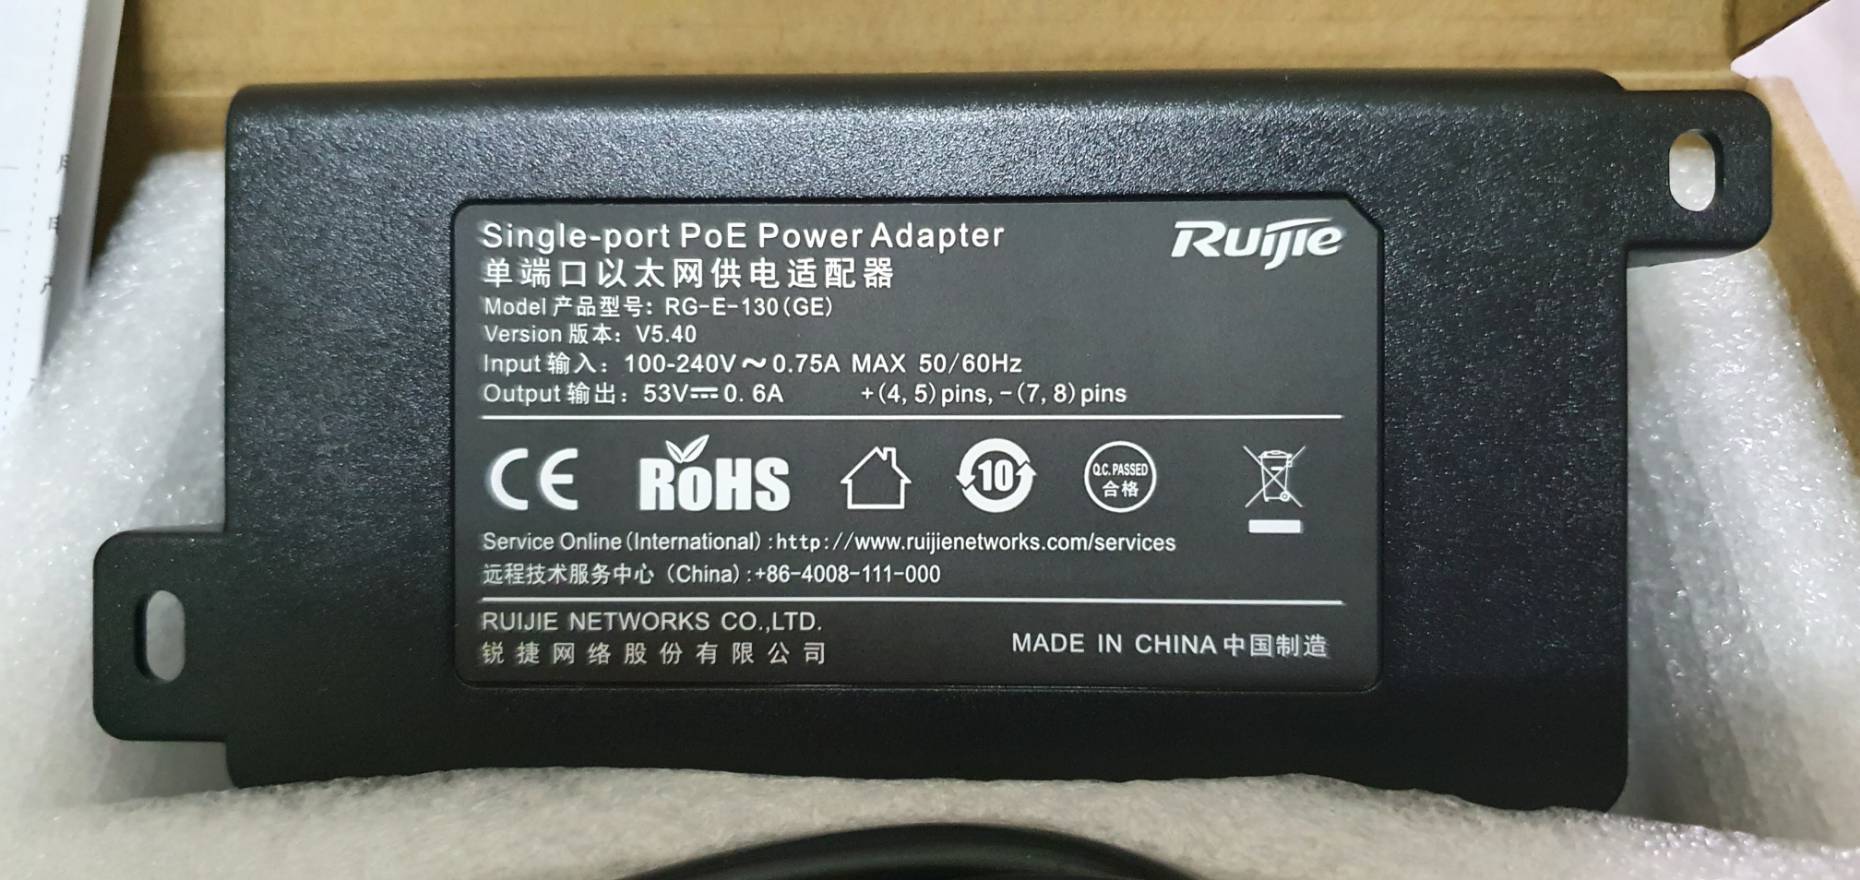 Single-port PoE Power Adapter
Ruijie
单端口以太网供电适配器
Model 产品型号: RG-E-130(GE)
Version 版本: V5.40
Input 输入: 100-240V～0.75A MAX 50/60Hz
Output 输出: 53V⎓0.6A +(4,5)pins,-(7,8)pins
CE
RoHS
10
Q.C. PASSED
合格
Service Online(International):http://www.ruijienetworks.com/services
远程技术服务中心（China):+86-4008-111-000
RUIJIE NETWORKS CO.,LTD.
锐捷网络股份有限公司
MADE IN CHINA 中国制造